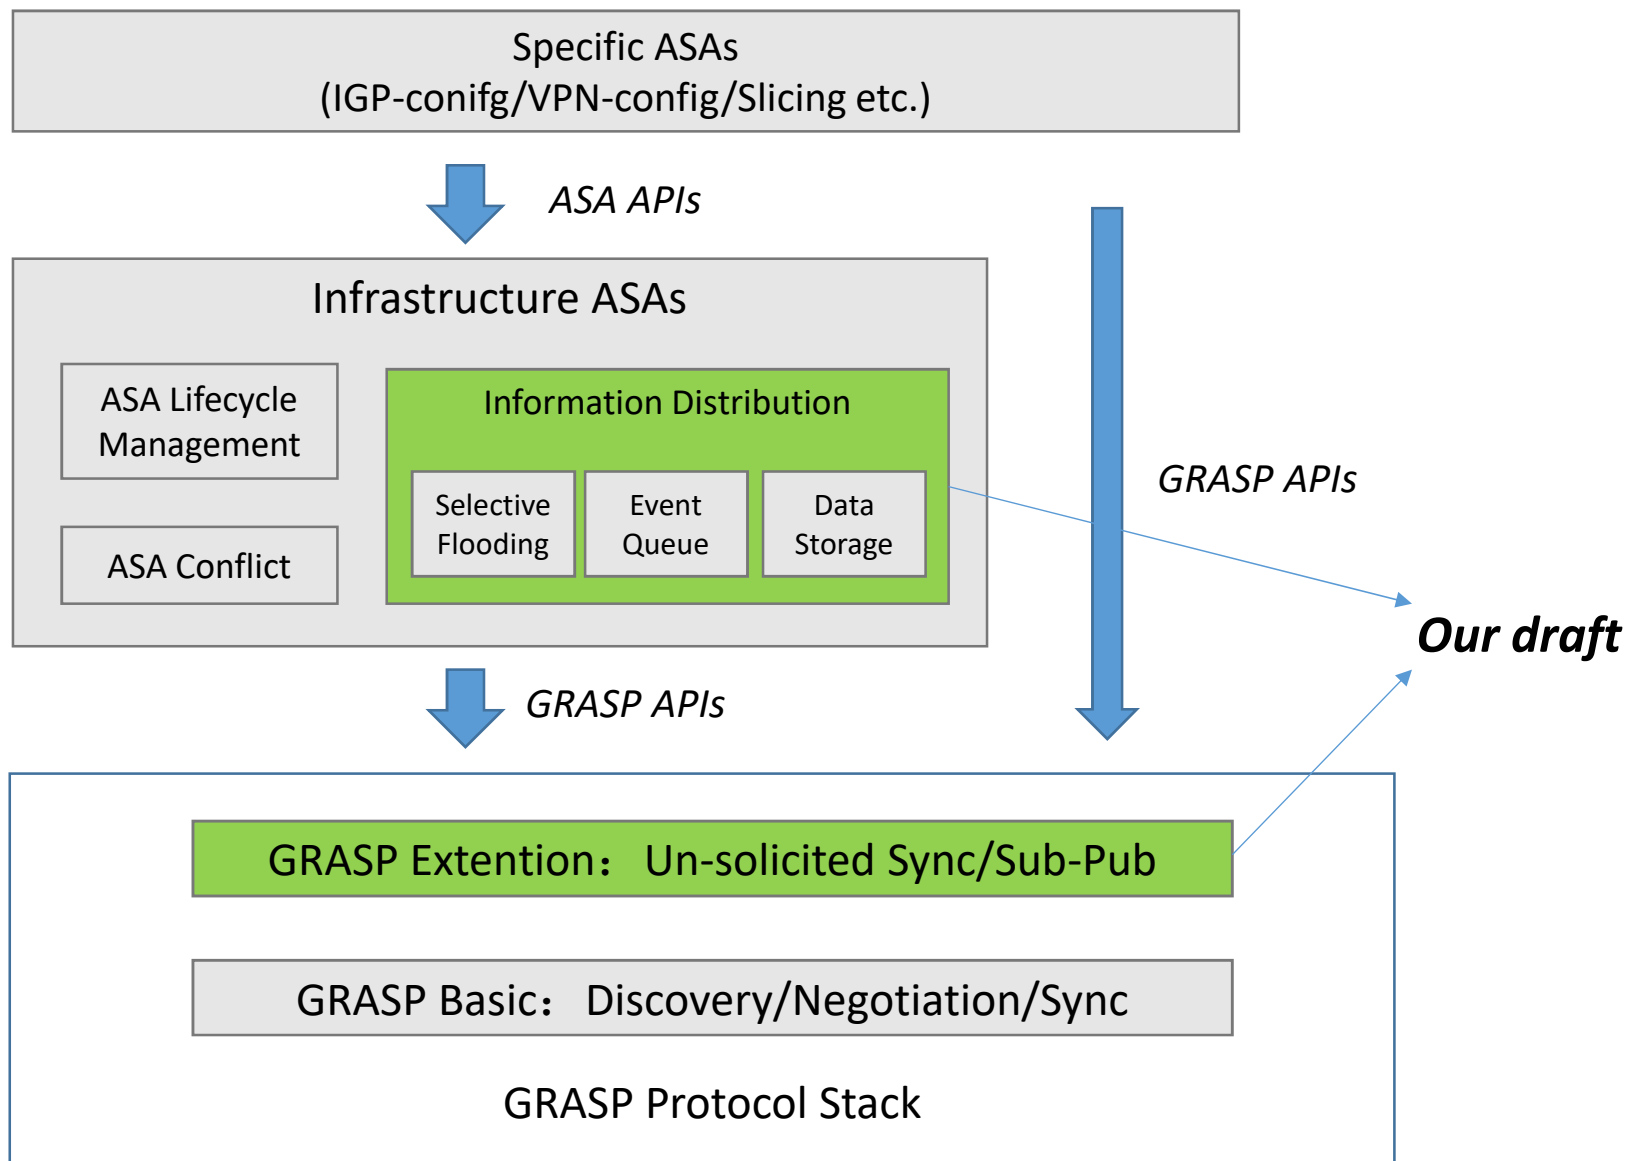 Specific ASAs
(IGP-conifg/VPN-config/Slicing etc.)
ASA APIs
Infrastructure ASAs
ASA Lifecycle
Management
ASA Conflict
Information Distribution
Selective
Flooding
Event
Queue
Data
Storage
GRASP APIs
Our draft
GRASP APIs
GRASP Extention：Un-solicited Sync/Sub-Pub
GRASP Basic：Discovery/Negotiation/Sync
GRASP Protocol Stack